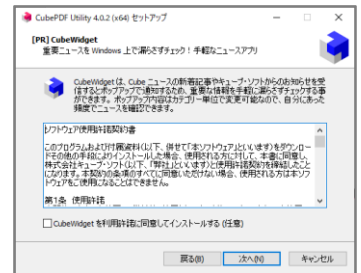 CubePDF Utility 4.0.2 (x64) セットアップ
[PR] CubeWidget
重要ニュースを Windows 上で漏らさずチェック！手軽なニュースアプリ
CubeWidget は、Cube ニュースの新着記事やキューブ・ソフトからのお知らせを受
信するとポップアップで通知するため、重要な情報を手軽に漏らさずチェックする事
ができます。ポップアップ内容はカテゴリー単位で変更可能なので、自分にあった
頻度でニュースを確認できます。
ソフトウェア使用許諾契約書
このプログラムおよび付属資料(以下、併せて「本ソフトウェア」といいます)をダウンロー
ドその他の手段によりインストールした場合、使用される方に対して、本書に同意し、
株式会社キューブ・ソフト(以下、「弊社」といいます)と使用許諾契約を締結したこと
になります。本契約の条項のすべてに同意いただけない場合、使用される方は本ソフ
トウェアをご使用になることはできません。
第1条　使用許諾
CubeWidget を利用許諾に同意してインストールする (任意)
戻る(B)
次へ(N)
キャンセル